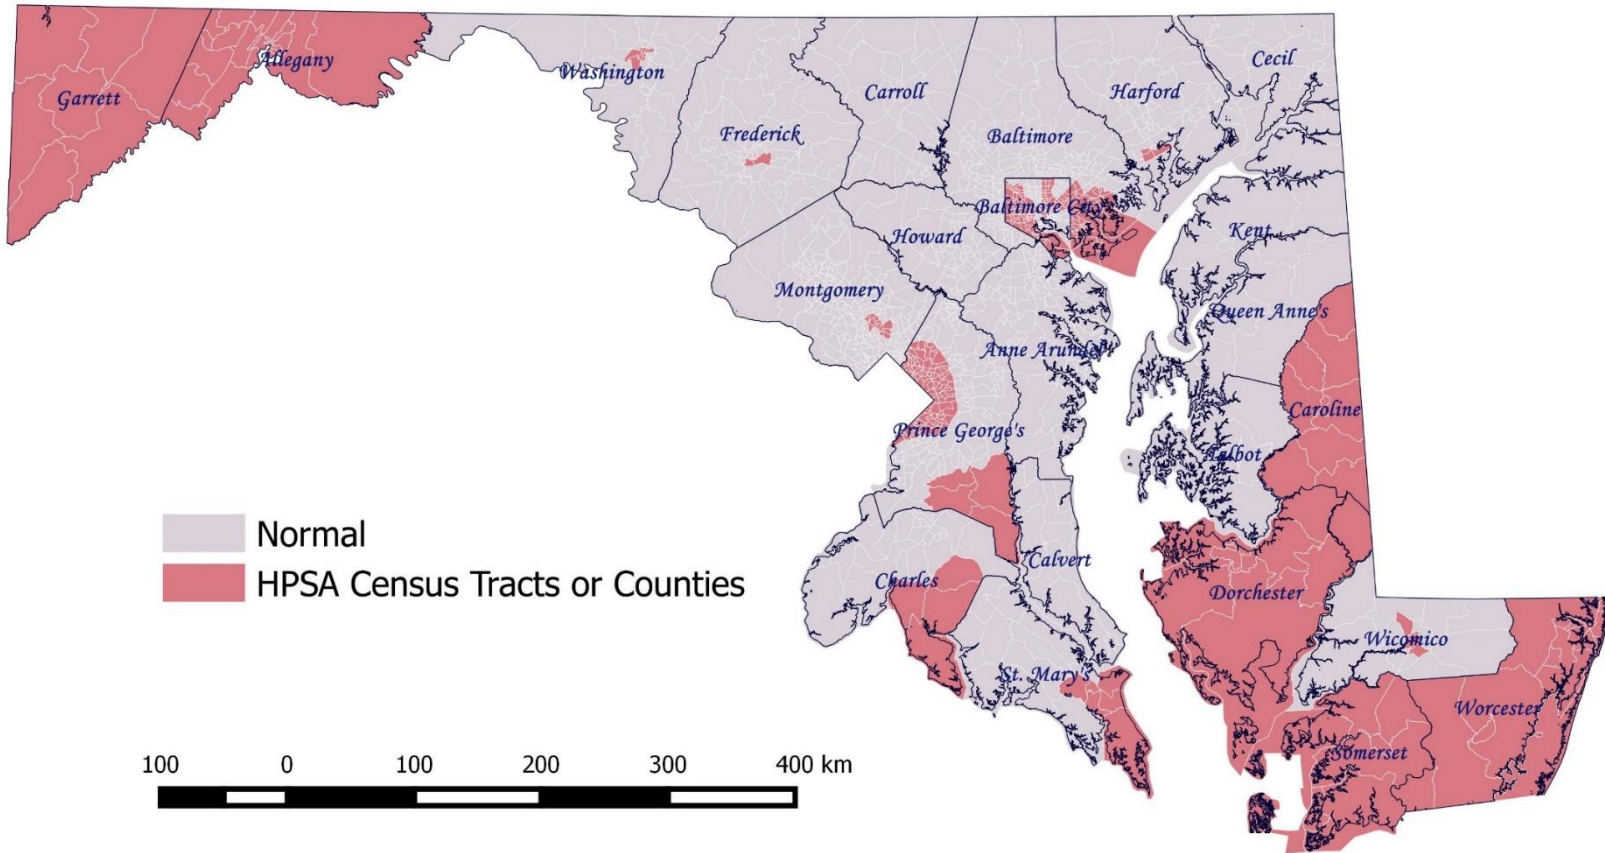 Cecil
Allegany
Washington
Garrett
Carroll
Harford
Frederick
Baltimore
Baltimore City
Kent
Howard
Montgomery
Queen Anne's
Anne Arundel
Caroline
Prince George's
Talbot
Normal
HPSA Census Tracts or Counties
Calvert
Charles
Dorchester
Wicomico
St. Mary's
Worcester
Somerset
100 0 100 200 300 400 km